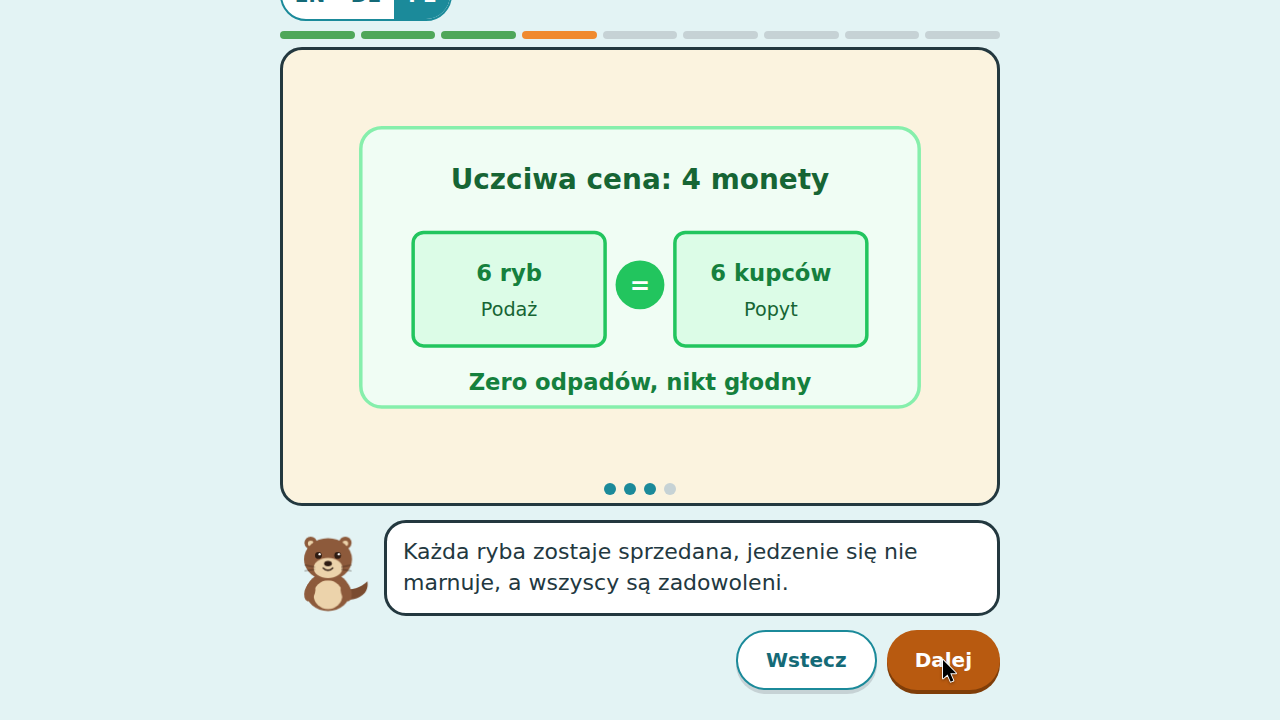 Uczciwa cena: 4 monety
6 ryb
Podaż
=
6 kupców
Popyt
Zero odpadów, nikt głodny
Każda ryba zostaje sprzedana, jedzenie się nie
marnuje, a wszyscy są zadowoleni.
Wstecz
Dalej